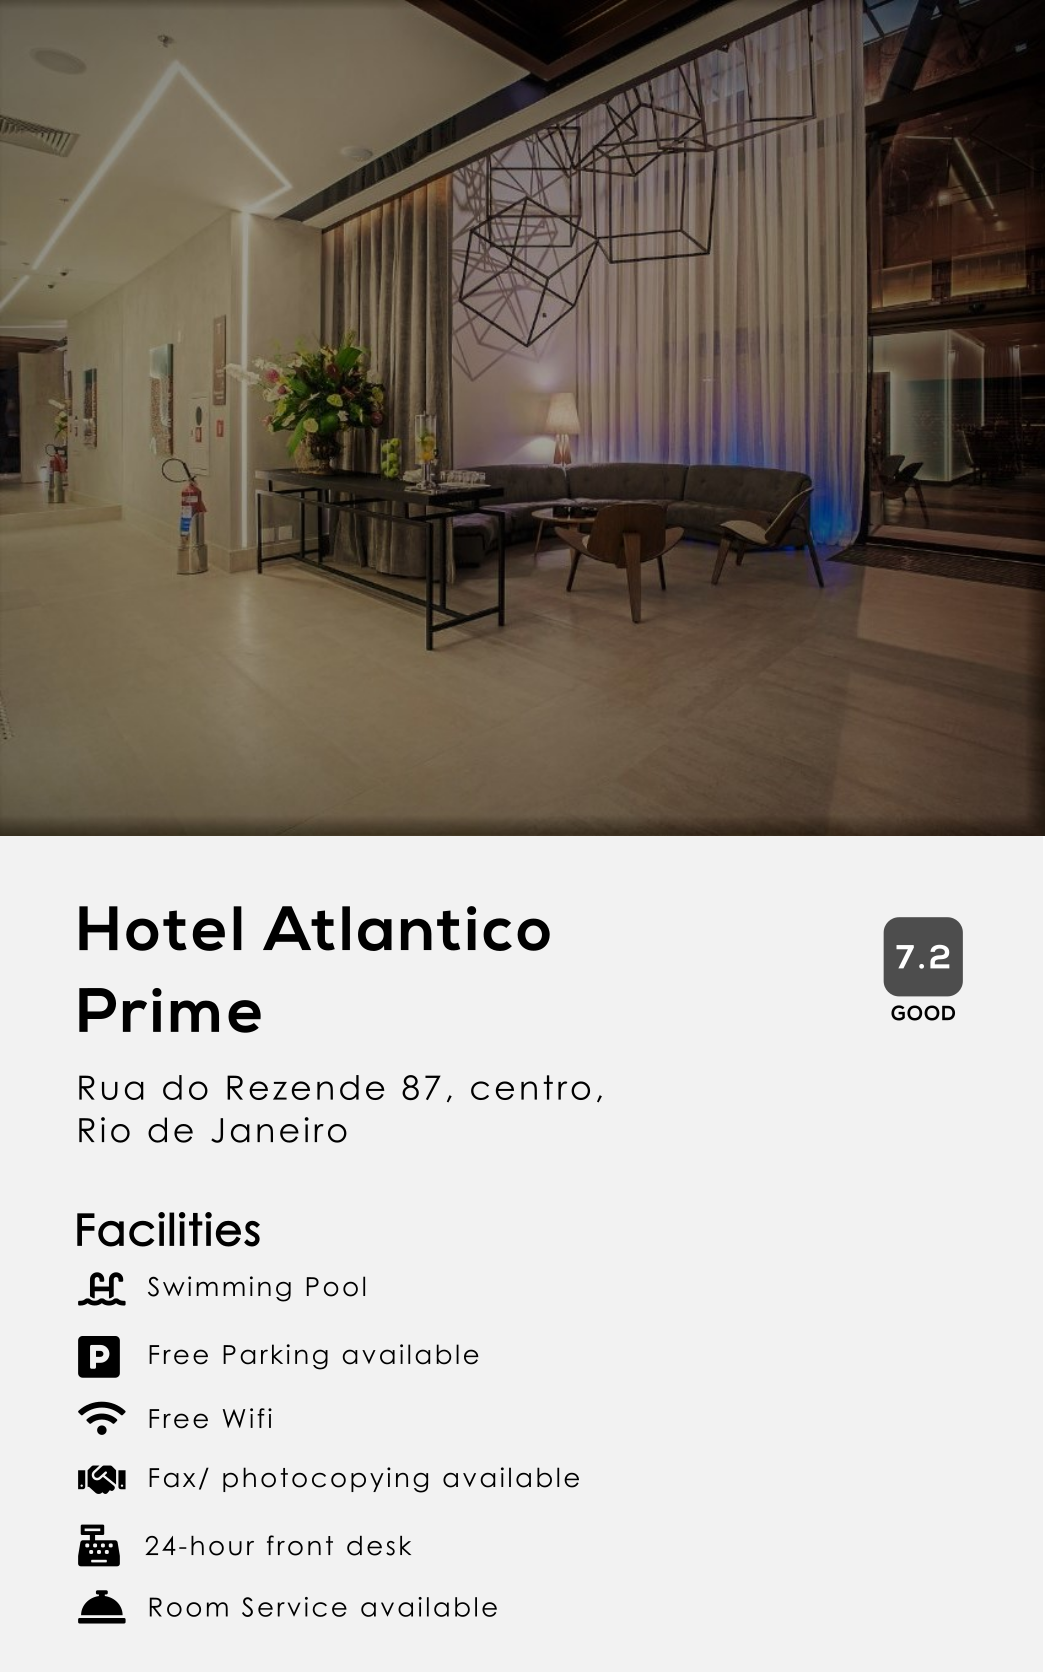 Hotel Atlantico
Prime
7.2
GOOD
Rua do Rezende 87, centro,
Rio de Janeiro
Facilities
Swimming Pool
P
Free Parking available
Free Wifi
Fax/ photocopying available
24-hour front desk
Room Service available